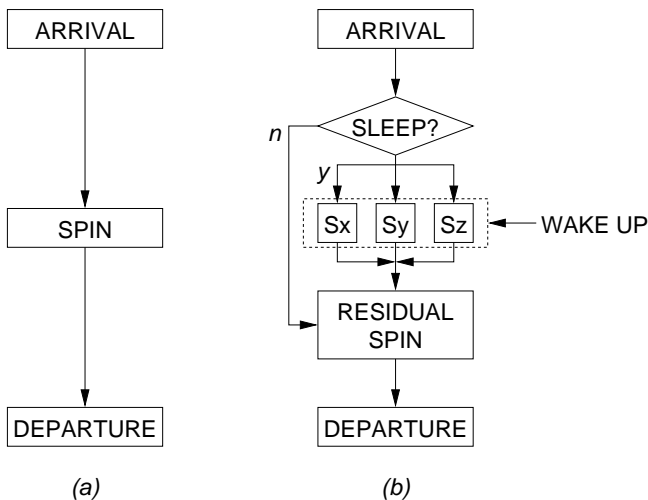 ARRIVAL
SPIN
DEPARTURE
(a)
ARRIVAL
SLEEP?
n
y
Sx Sy Sz
WAKE UP
RESIDUAL
SPIN
DEPARTURE
(b)